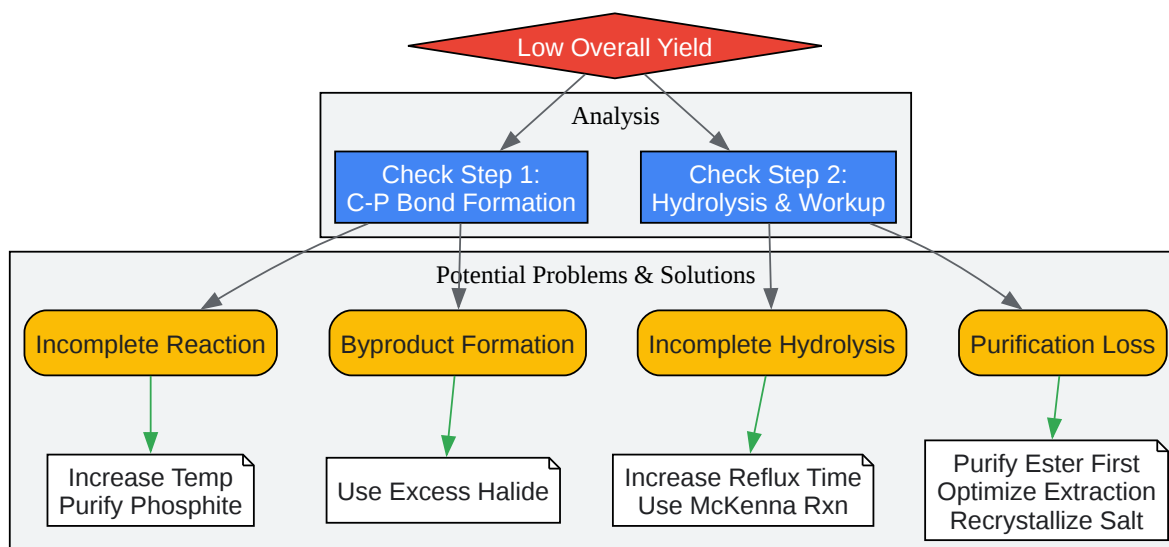 Low Overall Yield
Analysis
Check Step 1:
C-P Bond Formation
Check Step 2:
Hydrolysis & Workup
Potential Problems & Solutions
Incomplete Reaction
Byproduct Formation
Incomplete Hydrolysis
Purification Loss
Increase Temp
Purify Phosphite
Use Excess Halide
Increase Reflux Time
Use McKenna Rxn
Purify Ester First
Optimize Extraction
Recrystallize Salt